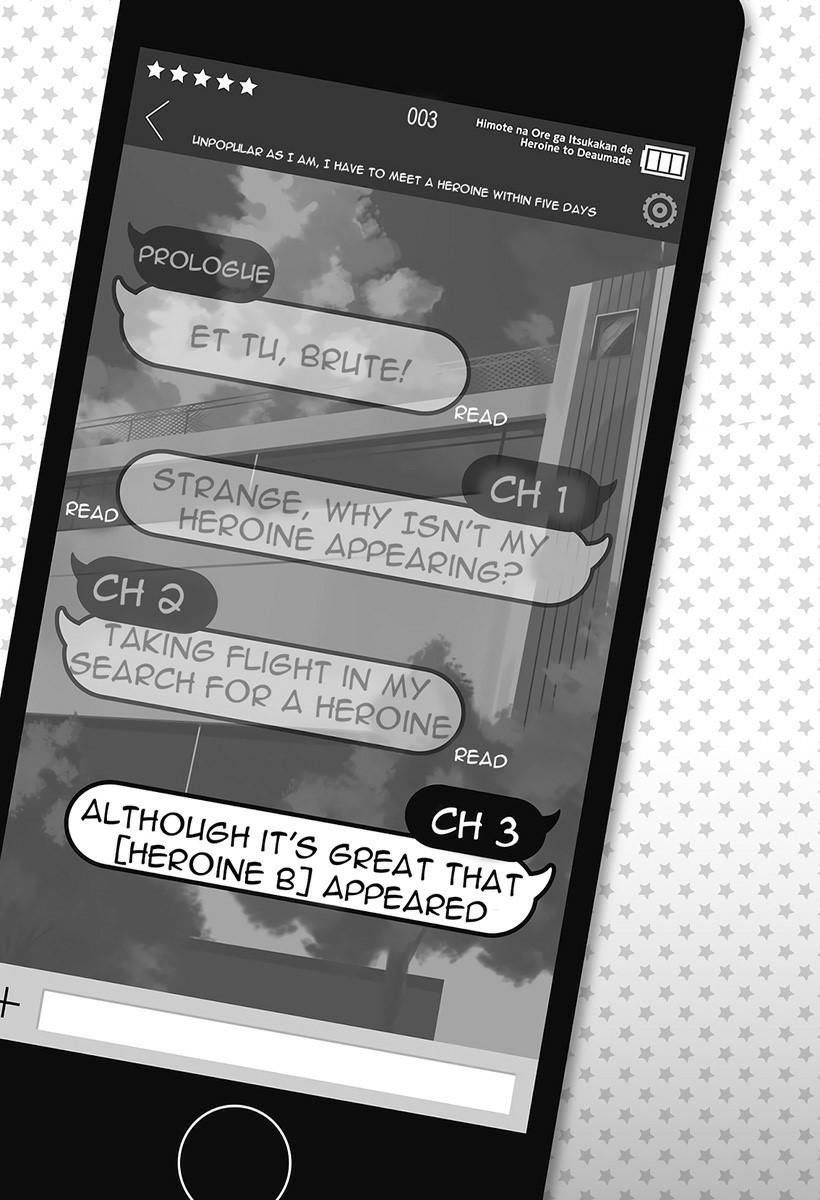 003
Himote na Ore ga Itsukakan de
Heroine to Deaumade
UNPOPULAR AS I AM, I HAVE TO MEET A HEROINE WITHIN FIVE DAYS
PROLOGUE
ET TU, BRUTE!
READ
CH 1
STRANGE, WHY ISN'T MY
HEROINE APPEARING?
READ
CH 2
TAKING FLIGHT IN MY
SEARCH FOR A HEROINE
READ
CH 3
ALTHOUGH IT'S GREAT THAT
[HEROINE B] APPEARED